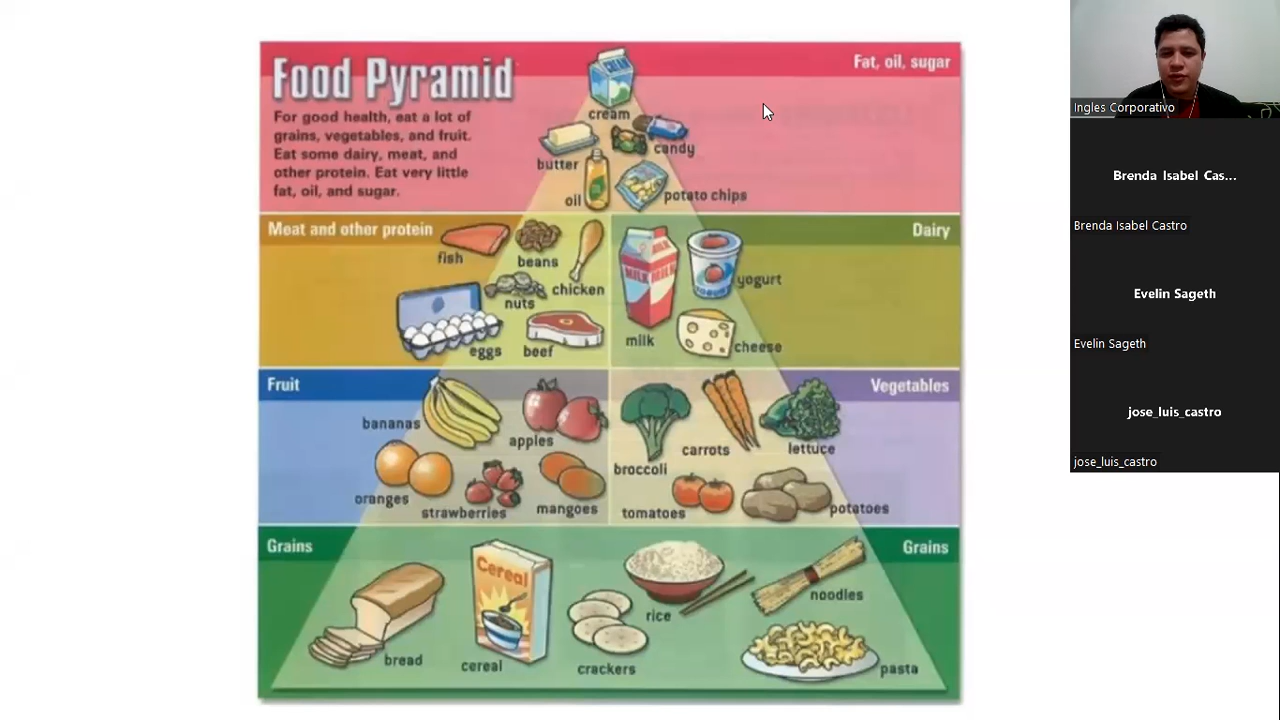 Food Pyramid
For good health, eat a lot of
grains, vegetables, and fruit.
Eat some dairy, meat, and
other protein. Eat very little
fat, oil, and sugar.
Fat, oil, sugar
CREAM
cream
butter
candy
oil
potato chips
Meat and other protein
fish
beans
chicken
nuts
eggs
beef
Dairy
MILK
MILK
yogurt
milk
cheese
Fruit
bananas
apples
oranges
strawberries
mangoes
Vegetables
broccoli
carrots
lettuce
tomatoes
potatoes
Grains
Grains
Cereal
bread
cereal
crackers
rice
noodles
pasta
Ingles Corporativo
Brenda Isabel Cas...
Brenda Isabel Castro
Evelin Sageth
Evelin Sageth
jose_luis_castro
jose_luis_castro